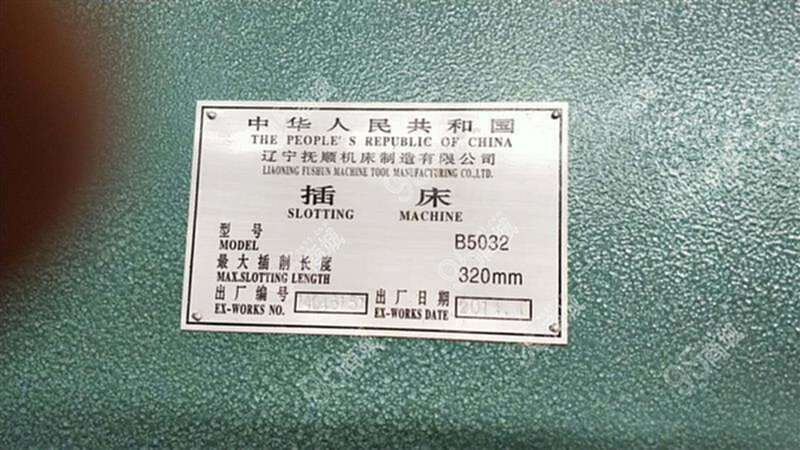 中华人民共和国
THE PEOPLE'S REPUBLIC OF CHINA
辽宁抚顺机床制造有限公司
LIAONING FUSHUN MACHINE TOOL MANUFACTURING CO.,LTD.
插 床
SLOTTING MACHINE
型号 B5032
MODEL
最大插削长度 320mm
MAX.SLOTTING LENGTH
出厂编号 出厂日期
EX-WORKS NO. EX-WORKS DATE